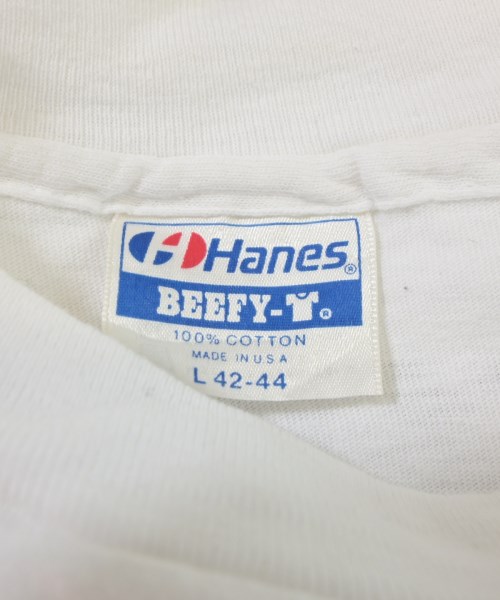 Hanes®
BEEFY-T®
100% COTTON
MADE IN U.S.A
L 42-44